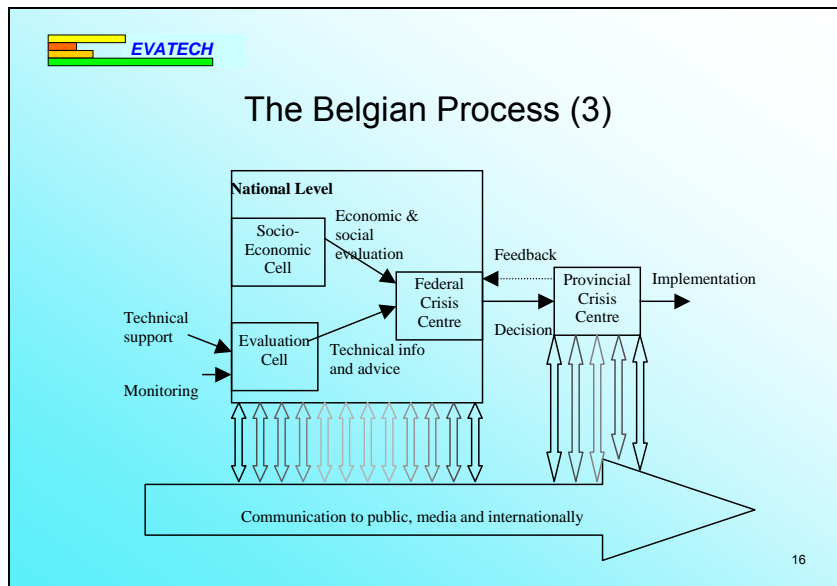 EVATECH
The Belgian Process (3)
National Level
Socio-
Economic
Cell
Economic &
social
evaluation
Federal
Crisis
Centre
Feedback
Provincial
Crisis
Centre
Implementation
Technical
support
Evaluation
Cell
Technical info
and advice
Decision
Monitoring
Communication to public, media and internationally
16